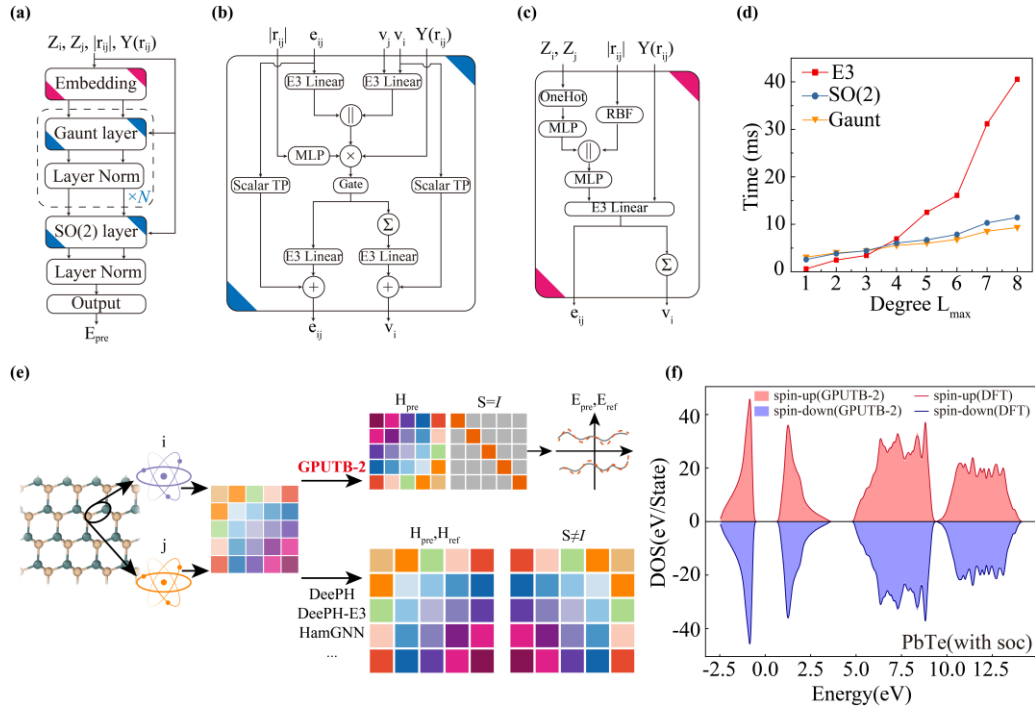 (a)
Z_i, Z_j, |r_ij|, Y(r_ij)
Embedding
Gaunt layer
Layer Norm
×N
SO(2) layer
Layer Norm
Output
E_pre
(b)
|r_ij| e_ij v_j v_i Y(r_ij)
E3 Linear E3 Linear
||
MLP ×
Scalar TP Gate Scalar TP
Σ
E3 Linear E3 Linear
+ +
e_ij v_i
(c)
Z_i, Z_j |r_ij| Y(r_ij)
OneHot
MLP RBF
||
MLP
E3 Linear
Σ
e_ij v_i
(d)
E3
SO(2)
Gaunt
Time (ms)
40
30
20
10
0
1 2 3 4 5 6 7 8
Degree L_max
(e)
i
j
GPUTB-2
H_pre S=I E_pre,E_ref
H_pre,H_ref S≠I
DeePH
DeePH-E3
HamGNN
...
(f)
spin-up(GPUTB-2) spin-up(DFT)
spin-down(GPUTB-2) spin-down(DFT)
DOS(eV/State)
40
20
0
-20
-40
PbTe(with soc)
-2.5 0.0 2.5 5.0 7.5 10.0 12.5
Energy(eV)